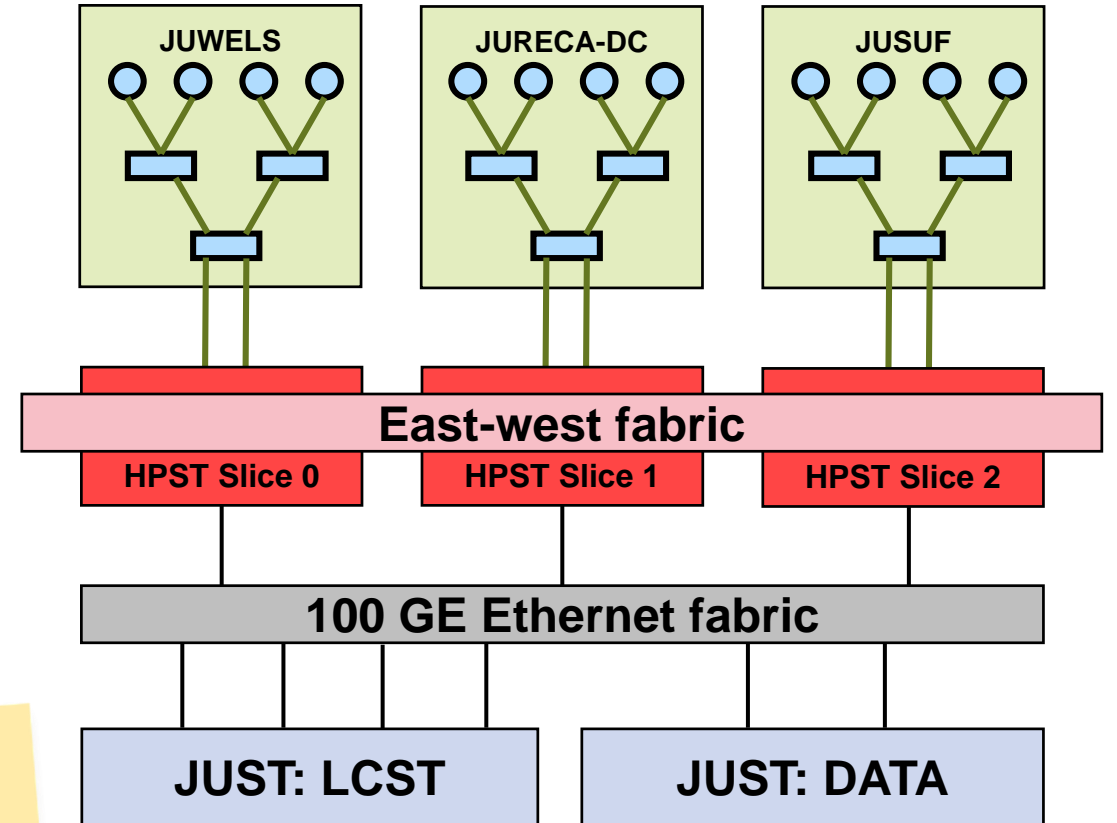 JUWELS
JURECA-DC
JUSUF
East-west fabric
HPST Slice 0
HPST Slice 1
HPST Slice 2
100 GE Ethernet fabric
JUST: LCST
JUST: DATA